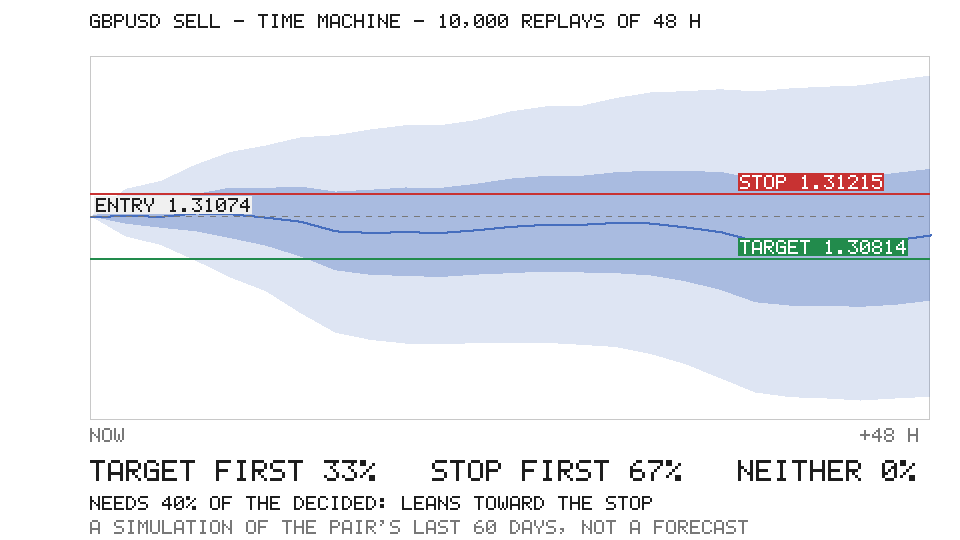 GBPUSD SELL - TIME MACHINE - 10,000 REPLAYS OF 48 H
STOP 1.31215
ENTRY 1.31074
TARGET 1.30814
NOW +48 H
TARGET FIRST 33% STOP FIRST 67% NEITHER 0%
NEEDS 40% OF THE DECIDED: LEANS TOWARD THE STOP
A SIMULATION OF THE PAIR'S LAST 60 DAYS, NOT A FORECAST